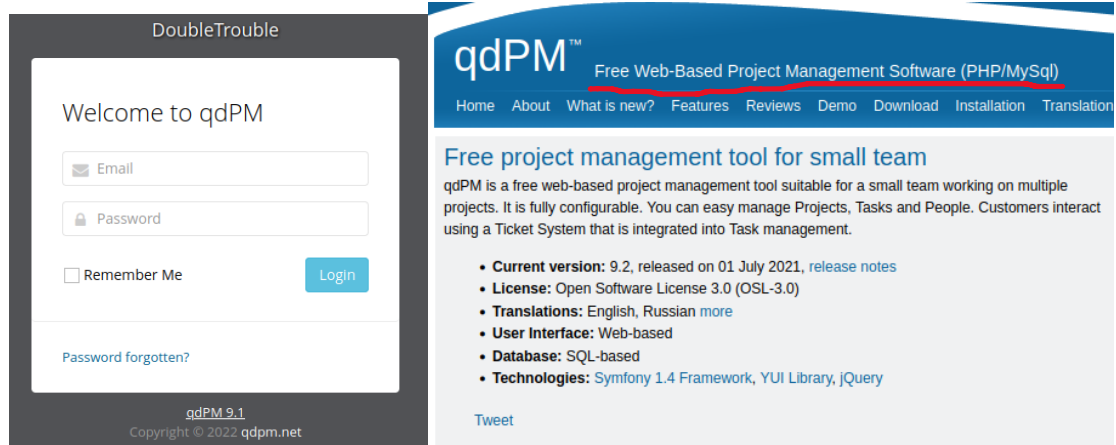 DoubleTrouble
Welcome to qdPM
Email
Password
Remember Me
Login
Password forgotten?
qdPM 9.1
Copyright © 2022 qdpm.net
qdPM™ Free Web-Based Project Management Software (PHP/MySql)
Home About What is new? Features Reviews Demo Download Installation Translation
Free project management tool for small team
qdPM is a free web-based project management tool suitable for a small team working on multiple
projects. It is fully configurable. You can easy manage Projects, Tasks and People. Customers interact
using a Ticket System that is integrated into Task management.
• Current version: 9.2, released on 01 July 2021, release notes
• License: Open Software License 3.0 (OSL-3.0)
• Translations: English, Russian more
• User Interface: Web-based
• Database: SQL-based
• Technologies: Symfony 1.4 Framework, YUI Library, jQuery
Tweet